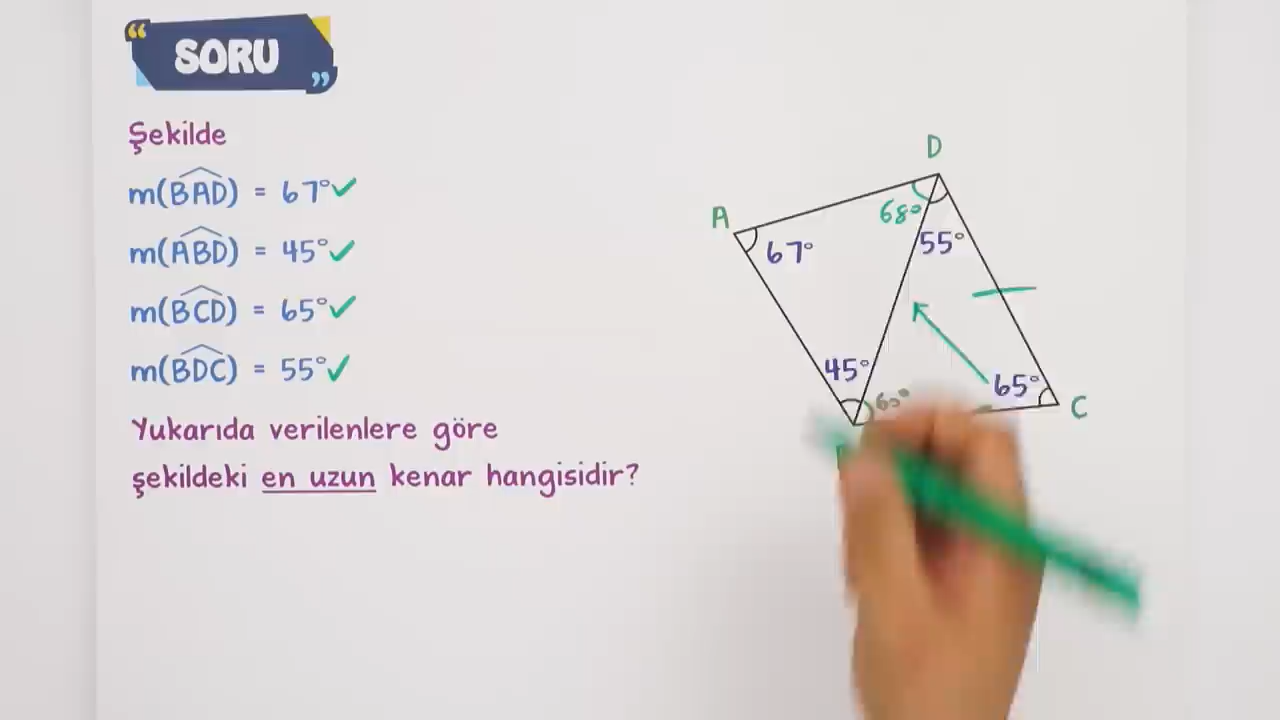 SORU
Şekilde
m(BAD) = 67° ✓
m(ABD) = 45° ✓
m(BCD) = 65° ✓
m(BDC) = 55° ✓
Yukarıda verilenlere göre
şekildeki en uzun kenar hangisidir?
D
A
68°
67°
55°
45°
65°
60°
C